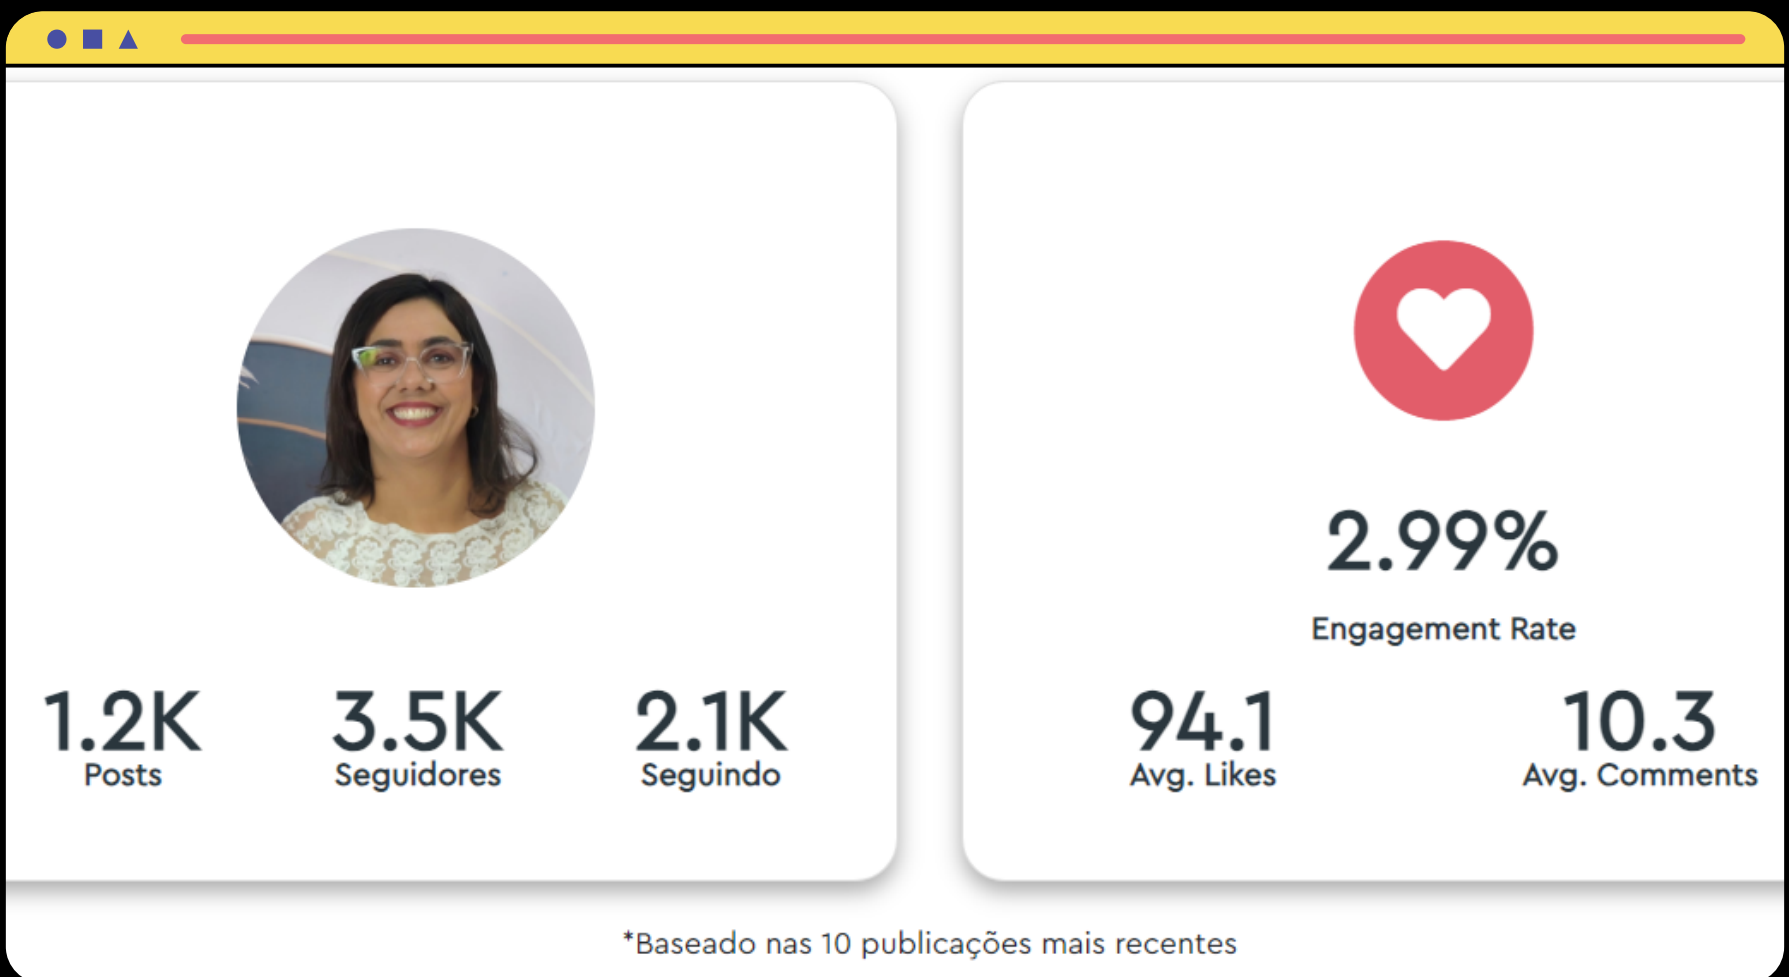 1.2K
Posts
3.5K
Seguidores
2.1K
Seguindo
2.99%
Engagement Rate
94.1
Avg. Likes
10.3
Avg. Comments
*Baseado nas 10 publicações mais recentes